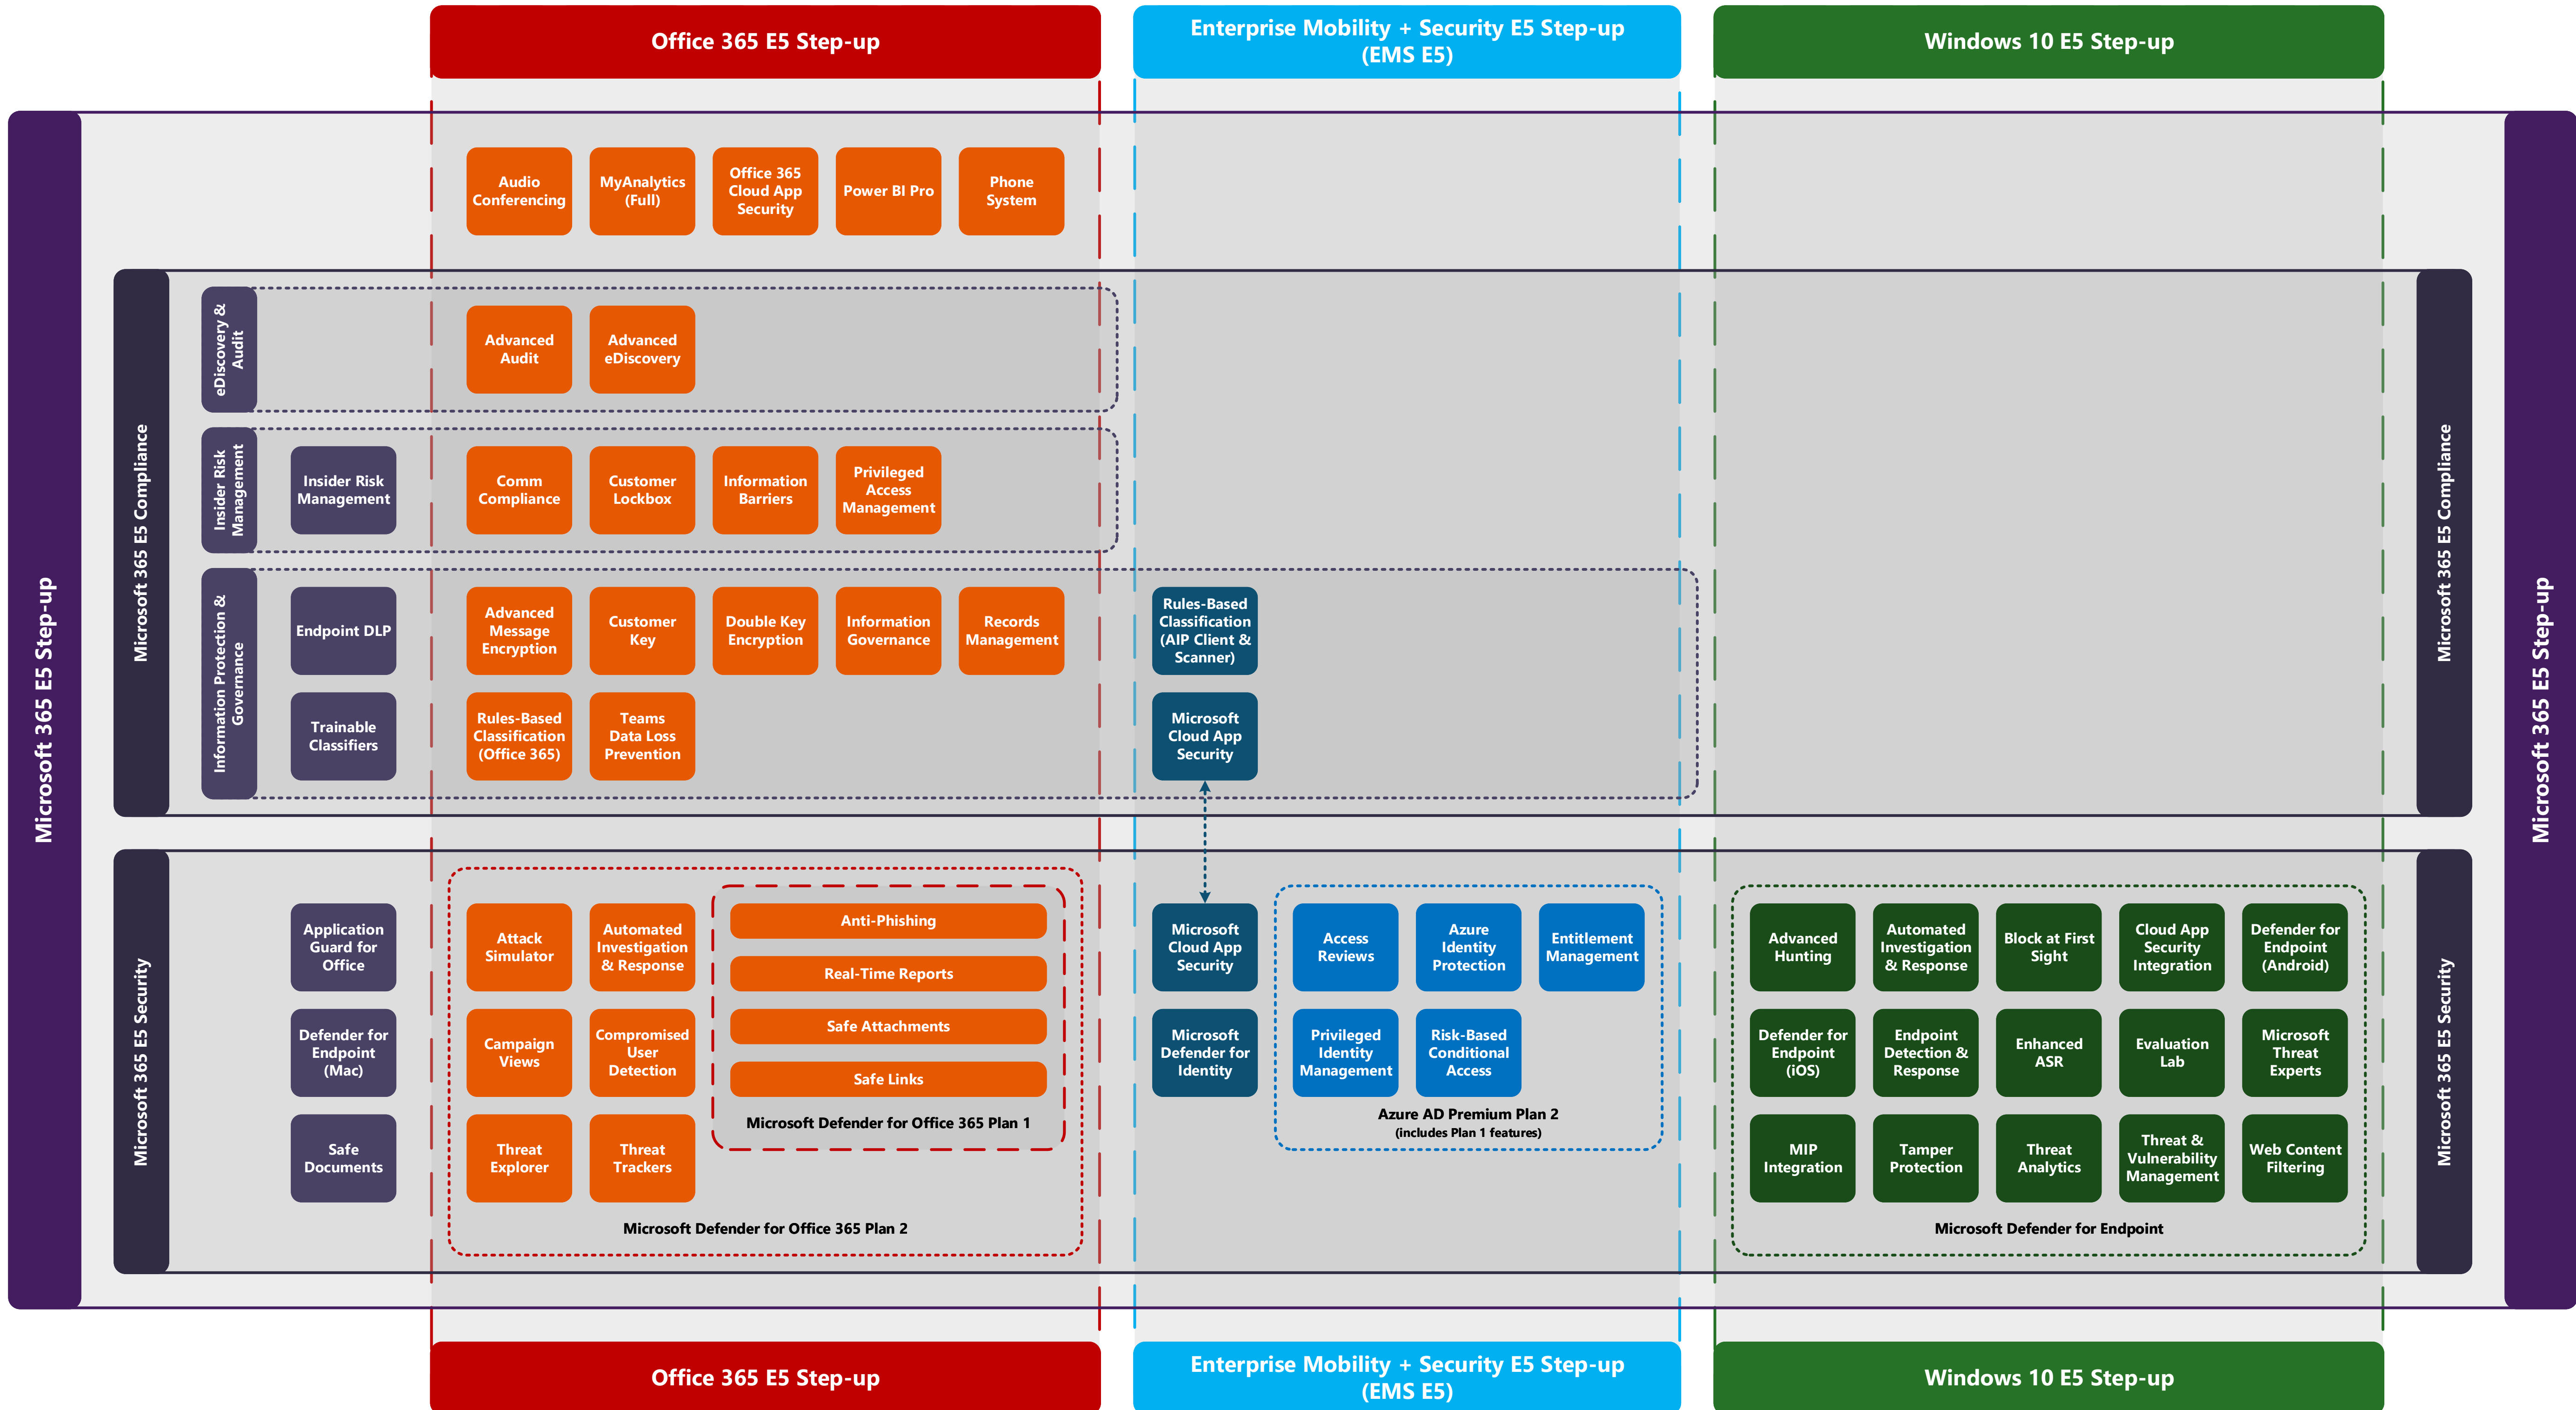 Office 365 E5 Step-up
Enterprise Mobility + Security E5 Step-up
(EMS E5)
Windows 10 E5 Step-up
Microsoft 365 E5 Step-up
Audio
Conferencing
MyAnalytics
(Full)
Office 365
Cloud App
Security
Power BI Pro
Phone
System
Microsoft 365 E5 Compliance
eDiscovery &
Audit
Advanced
Audit
Advanced
eDiscovery
Insider Risk
Management
Insider Risk
Management
Comm
Compliance
Customer
Lockbox
Information
Barriers
Privileged
Access
Management
Information Protection &
Governance
Endpoint DLP
Advanced
Message
Encryption
Customer
Key
Double Key
Encryption
Information
Governance
Records
Management
Rules-Based
Classification
(AIP Client &
Scanner)
Trainable
Classifiers
Rules-Based
Classification
(Office 365)
Teams
Data Loss
Prevention
Microsoft
Cloud App
Security
Microsoft 365 E5 Compliance
Microsoft 365 E5 Security
Application
Guard for
Office
Attack
Simulator
Automated
Investigation
& Response
Anti-Phishing
Real-Time Reports
Microsoft
Cloud App
Security
Access
Reviews
Azure
Identity
Protection
Entitlement
Management
Advanced
Hunting
Automated
Investigation
& Response
Block at First
Sight
Cloud App
Security
Integration
Defender for
Endpoint
(Android)
Defender for
Endpoint
(Mac)
Campaign
Views
Compromised
User
Detection
Safe Attachments
Safe Links
Microsoft Defender for Office 365 Plan 1
Microsoft
Defender for
Identity
Privileged
Identity
Management
Risk-Based
Conditional
Access
Azure AD Premium Plan 2
(includes Plan 1 features)
Defender for
Endpoint
(iOS)
Endpoint
Detection &
Response
Enhanced
ASR
Evaluation
Lab
Microsoft
Threat
Experts
Safe
Documents
Threat
Explorer
Threat
Trackers
Microsoft Defender for Office 365 Plan 2
MIP
Integration
Tamper
Protection
Threat
Analytics
Threat &
Vulnerability
Management
Web Content
Filtering
Microsoft Defender for Endpoint
Microsoft 365 E5 Security
Microsoft 365 E5 Step-up
Office 365 E5 Step-up
Enterprise Mobility + Security E5 Step-up
(EMS E5)
Windows 10 E5 Step-up